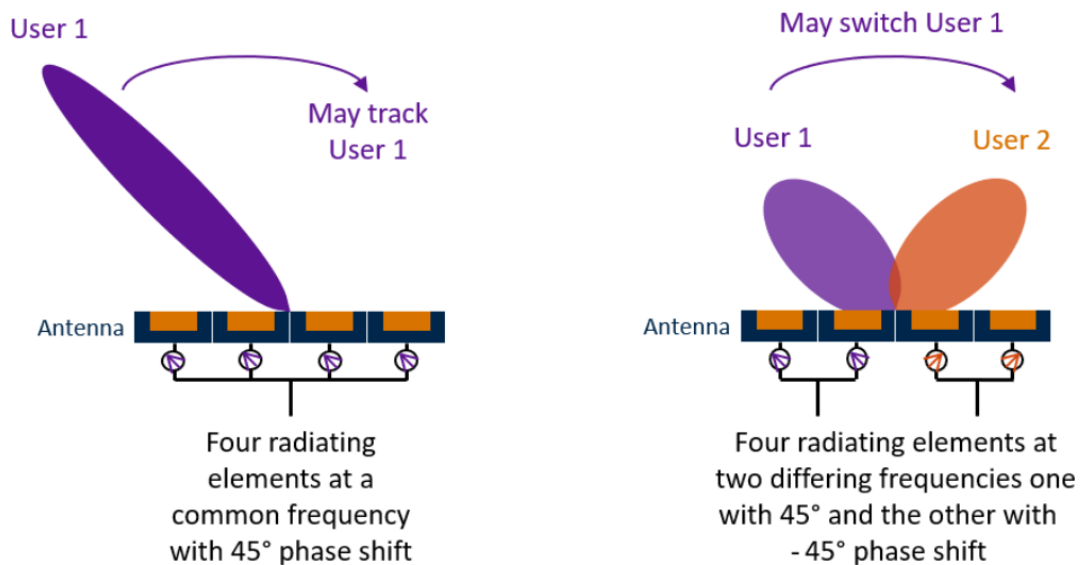 User 1
May track
User 1
Antenna
Four radiating
elements at a
common frequency
with 45° phase shift
May switch User 1
User 1
User 2
Antenna
Four radiating elements at
two differing frequencies one
with 45° and the other with
- 45° phase shift